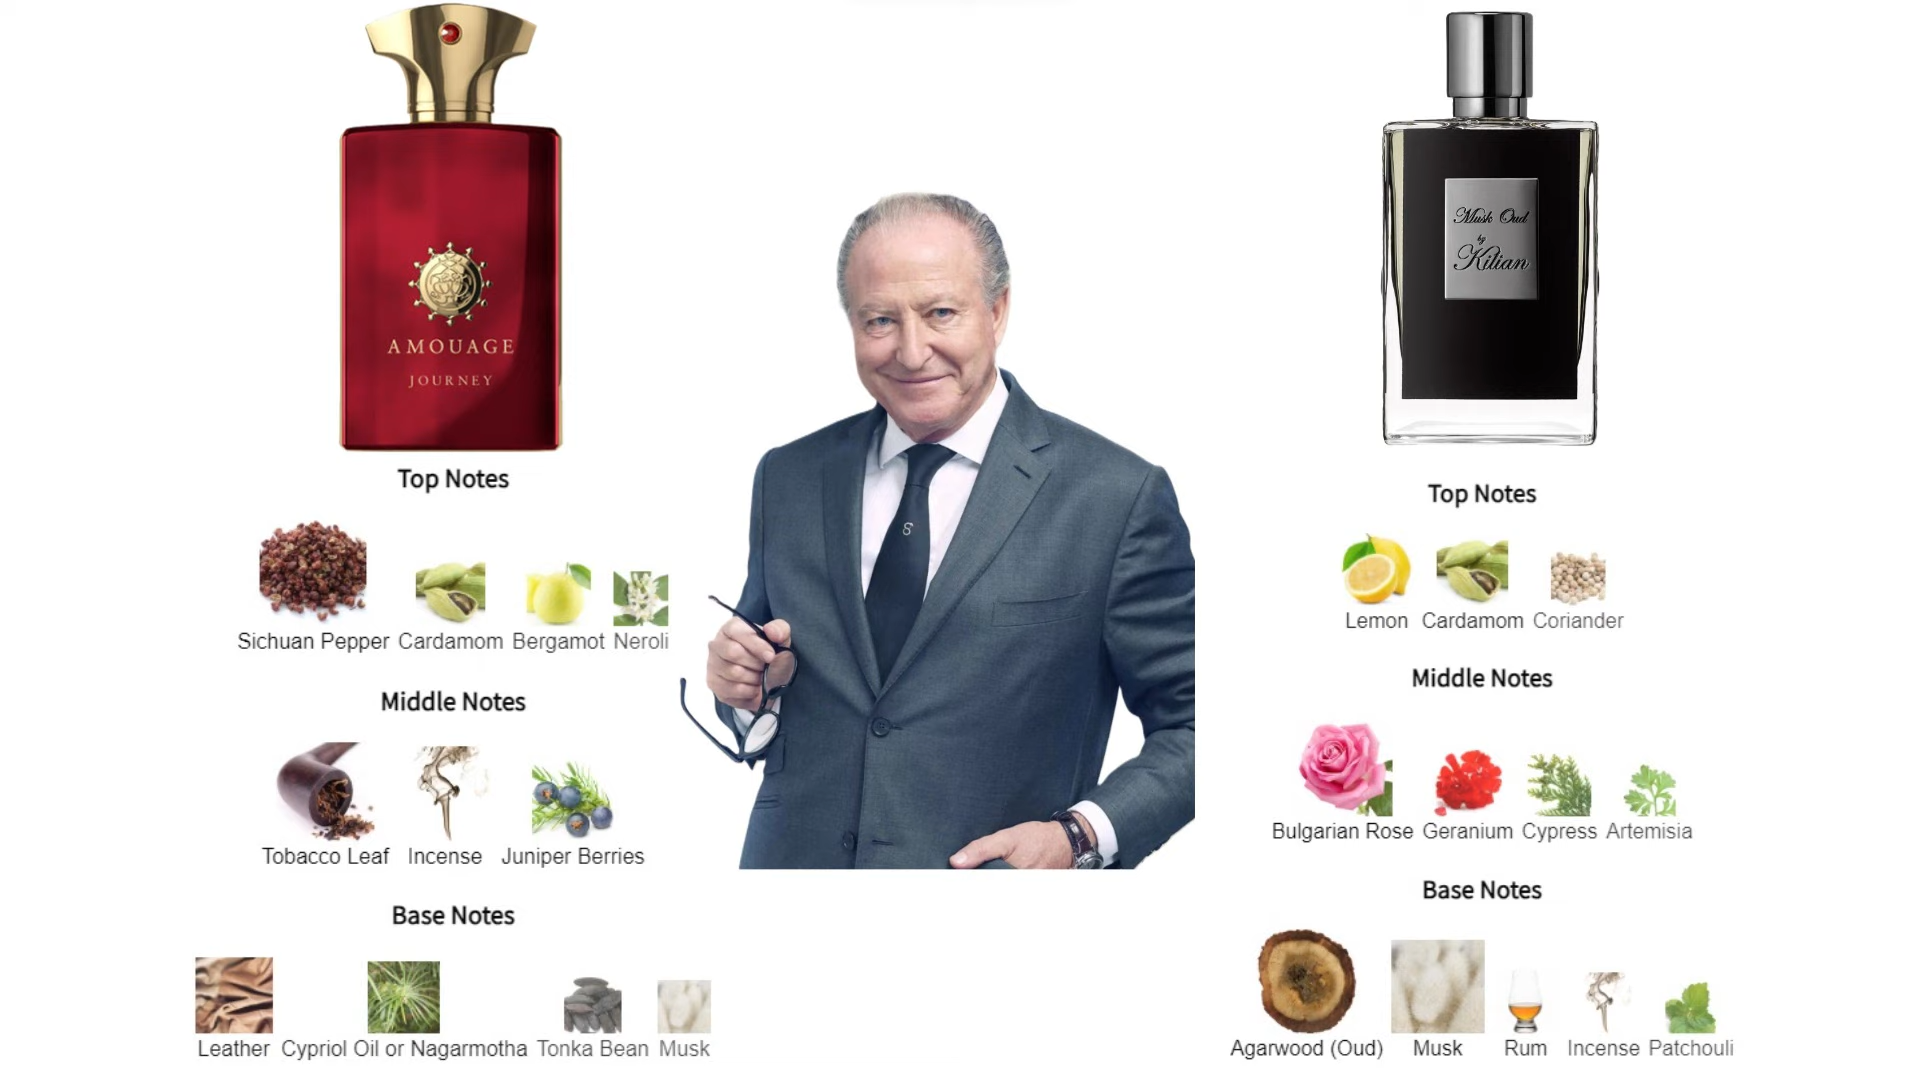 AMOUAGE
JOURNEY
Top Notes
Sichuan Pepper Cardamom Bergamot Neroli
Middle Notes
Tobacco Leaf Incense Juniper Berries
Base Notes
Leather Cypriol Oil or Nagarmotha Tonka Bean Musk
S
Musk Oud
by
Kilian
Top Notes
Lemon Cardamom Coriander
Middle Notes
Bulgarian Rose Geranium Cypress Artemisia
Base Notes
Agarwood (Oud) Musk Rum Incense Patchouli